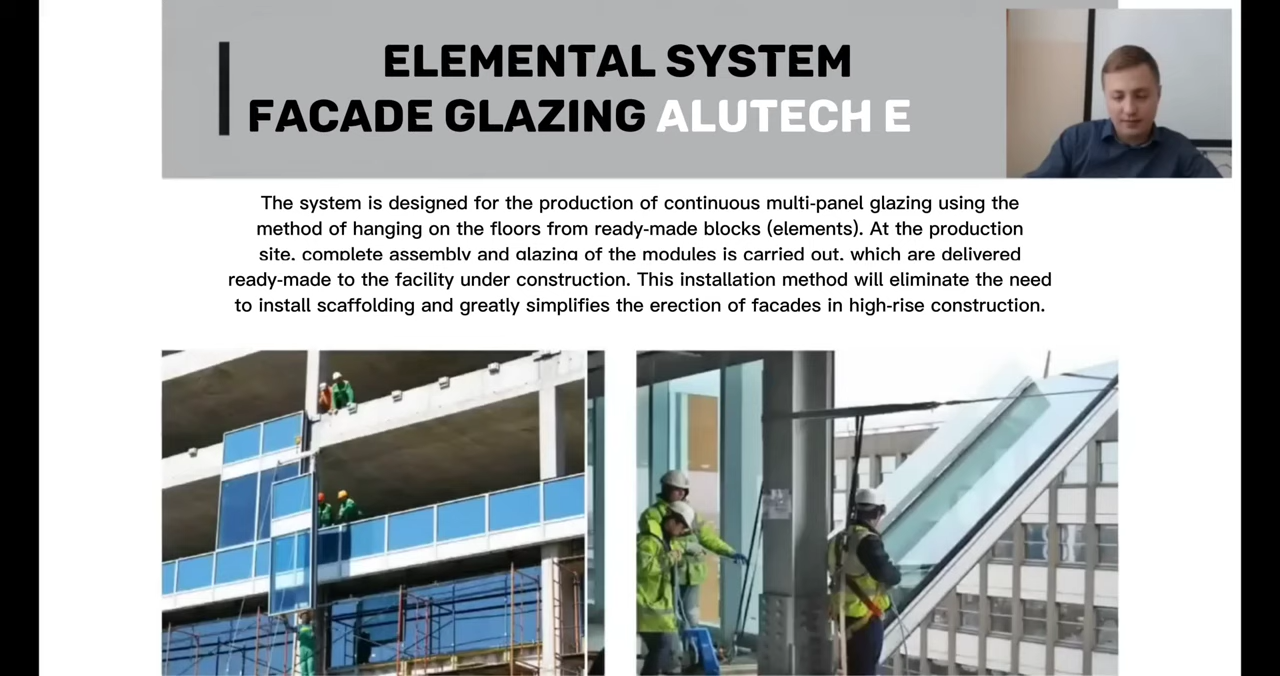 ELEMENTAL SYSTEM
FACADE GLAZING ALUTECH E
The system is designed for the production of continuous multi-panel glazing using the
method of hanging on the floors from ready-made blocks (elements). At the production
site, complete assembly and glazing of the modules is carried out, which are delivered
ready-made to the facility under construction. This installation method will eliminate the need
to install scaffolding and greatly simplifies the erection of facades in high-rise construction.